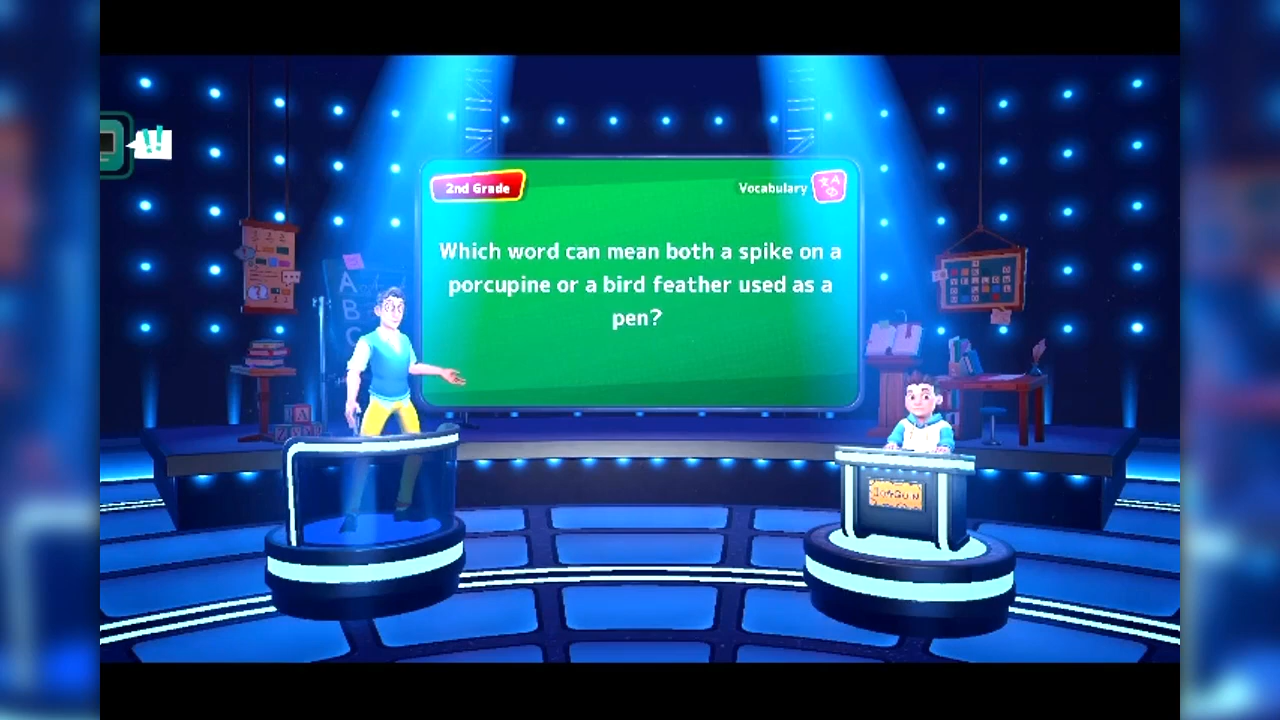 2nd Grade
Vocabulary
Which word can mean both a spike on a
porcupine or a bird feather used as a
pen?
A
B
C
A